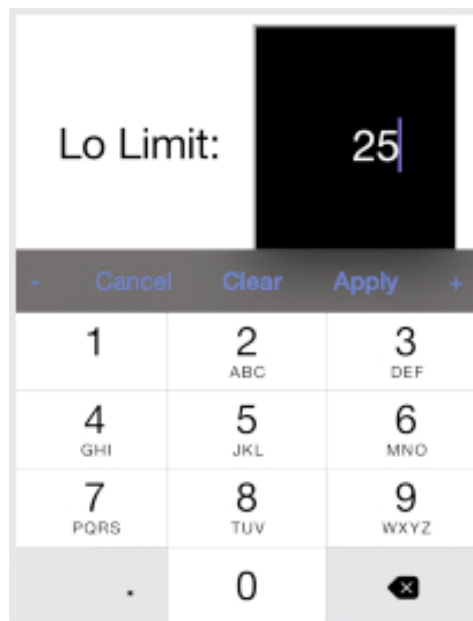 Lo Limit: 25
- Cancel Clear Apply +
1 2 3
ABC DEF
4 5 6
GHI JKL MNO
7 8 9
PQRS TUV WXYZ
. 0